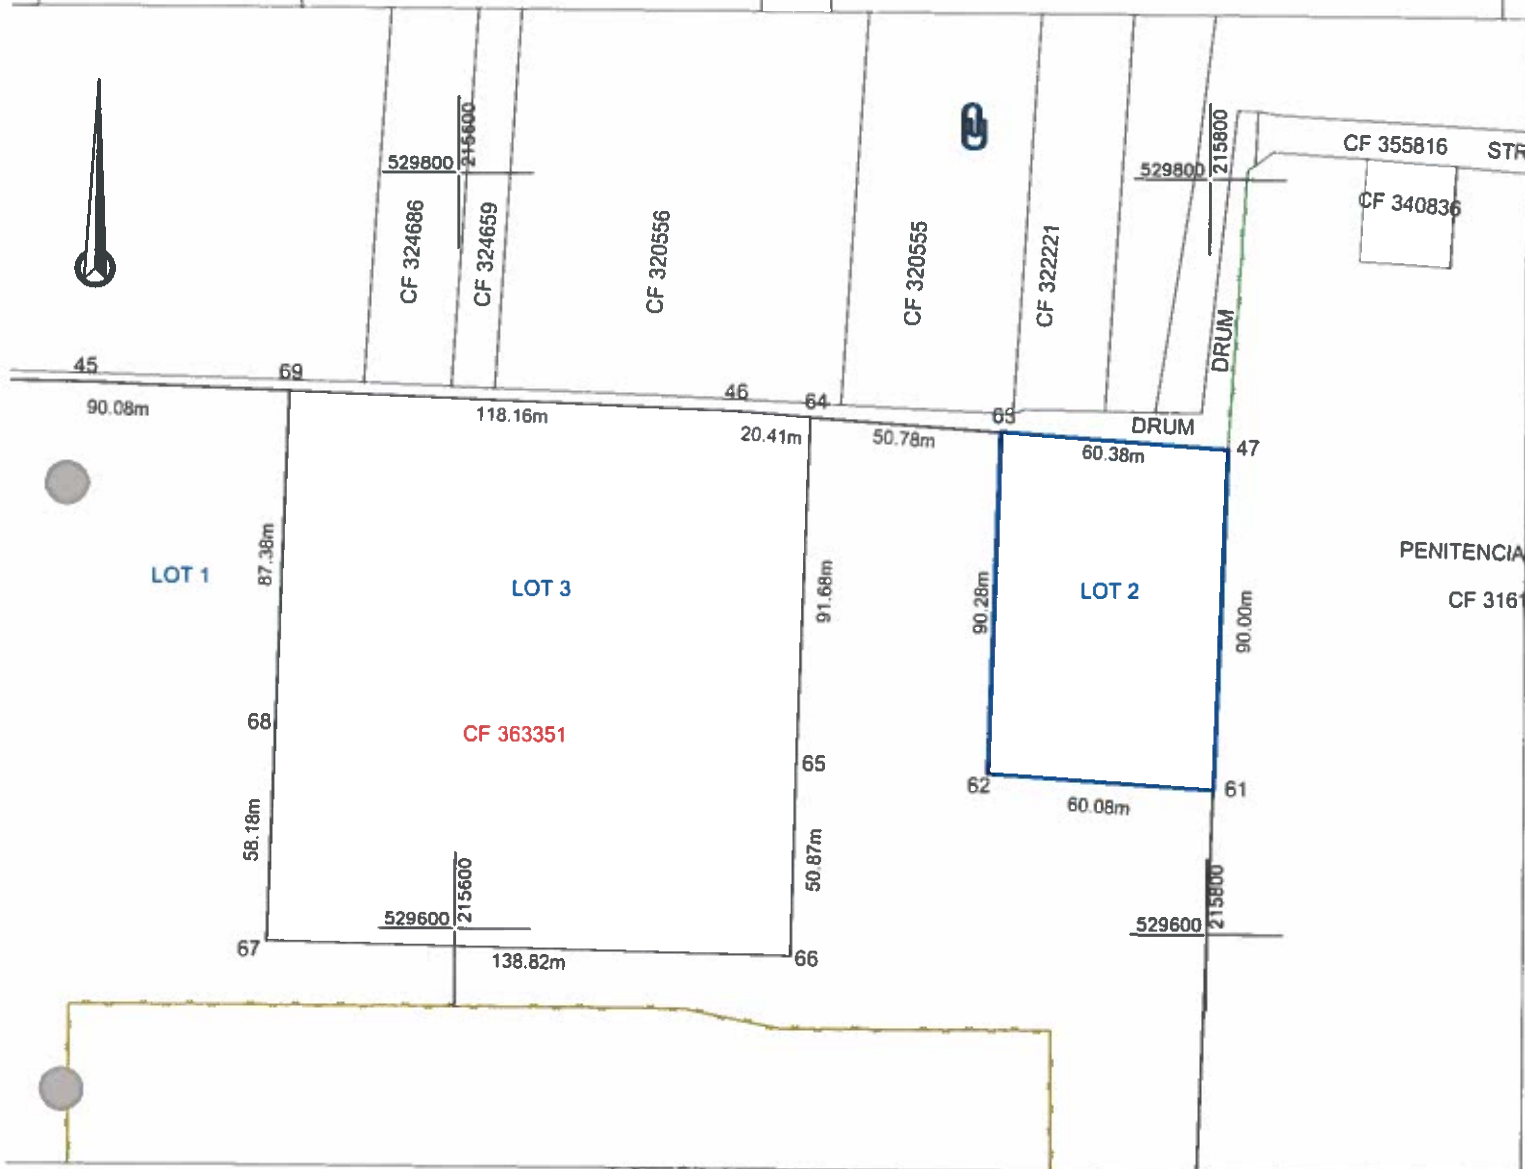 215600
529800
215800
529800
CF 355816
STR
CF 340836
CF 324686
CF 324659
CF 320556
CF 320555
CF 322221
DRUM
45
69
46
64
63
90.08m
118.16m
20.41m
50.78m
DRUM
60.38m
47
87.38m
LOT 1
LOT 3
91.68m
90.28m
LOT 2
90.00m
PENITENCIA
CF 3161
68
CF 363351
65
62
61
60.08m
58.18m
50.87m
215600
529600
215800
529600
67
138.82m
66